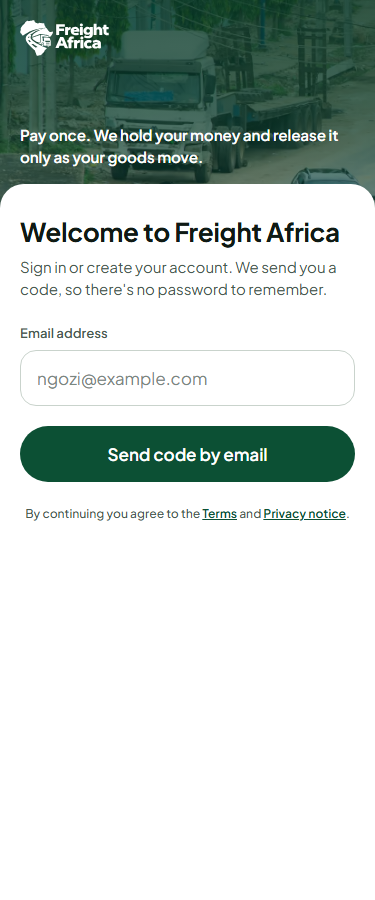 Freight
Africa
Pay once. We hold your money and release it
only as your goods move.
Welcome to Freight Africa
Sign in or create your account. We send you a
code, so there's no password to remember.
Email address
ngozi@example.com
Send code by email
By continuing you agree to the Terms and Privacy notice.